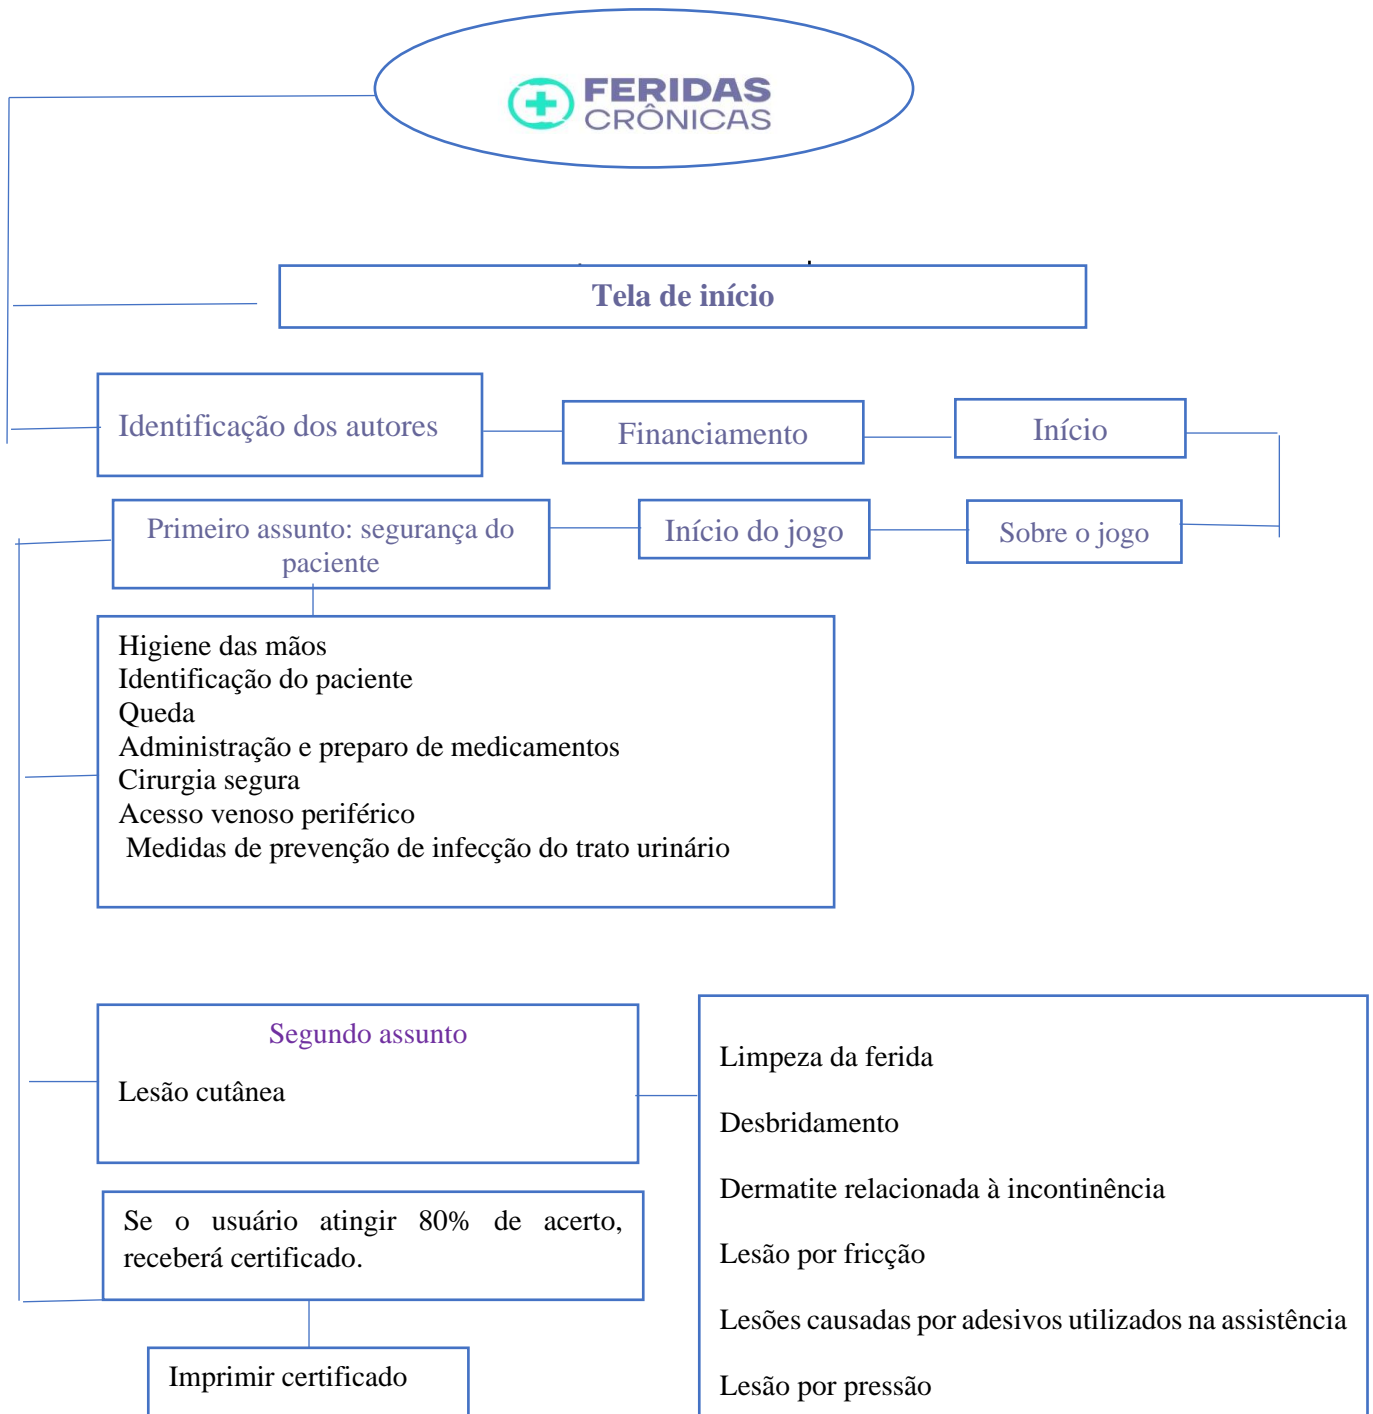 FERIDAS
CRÔNICAS
Tela de início
Identificação dos autores
Financiamento
Início
Primeiro assunto: segurança do
paciente
Início do jogo
Sobre o jogo
Higiene das mãos
Identificação do paciente
Queda
Administração e preparo de medicamentos
Cirurgia segura
Acesso venoso periférico
Medidas de prevenção de infecção do trato urinário
Segundo assunto
Lesão cutânea
Limpeza da ferida
Desbridamento
Dermatite relacionada à incontinência
Lesão por fricção
Lesões causadas por adesivos utilizados na assistência
Lesão por pressão
Se o usuário atingir 80% de acerto,
receberá certificado.
Imprimir certificado